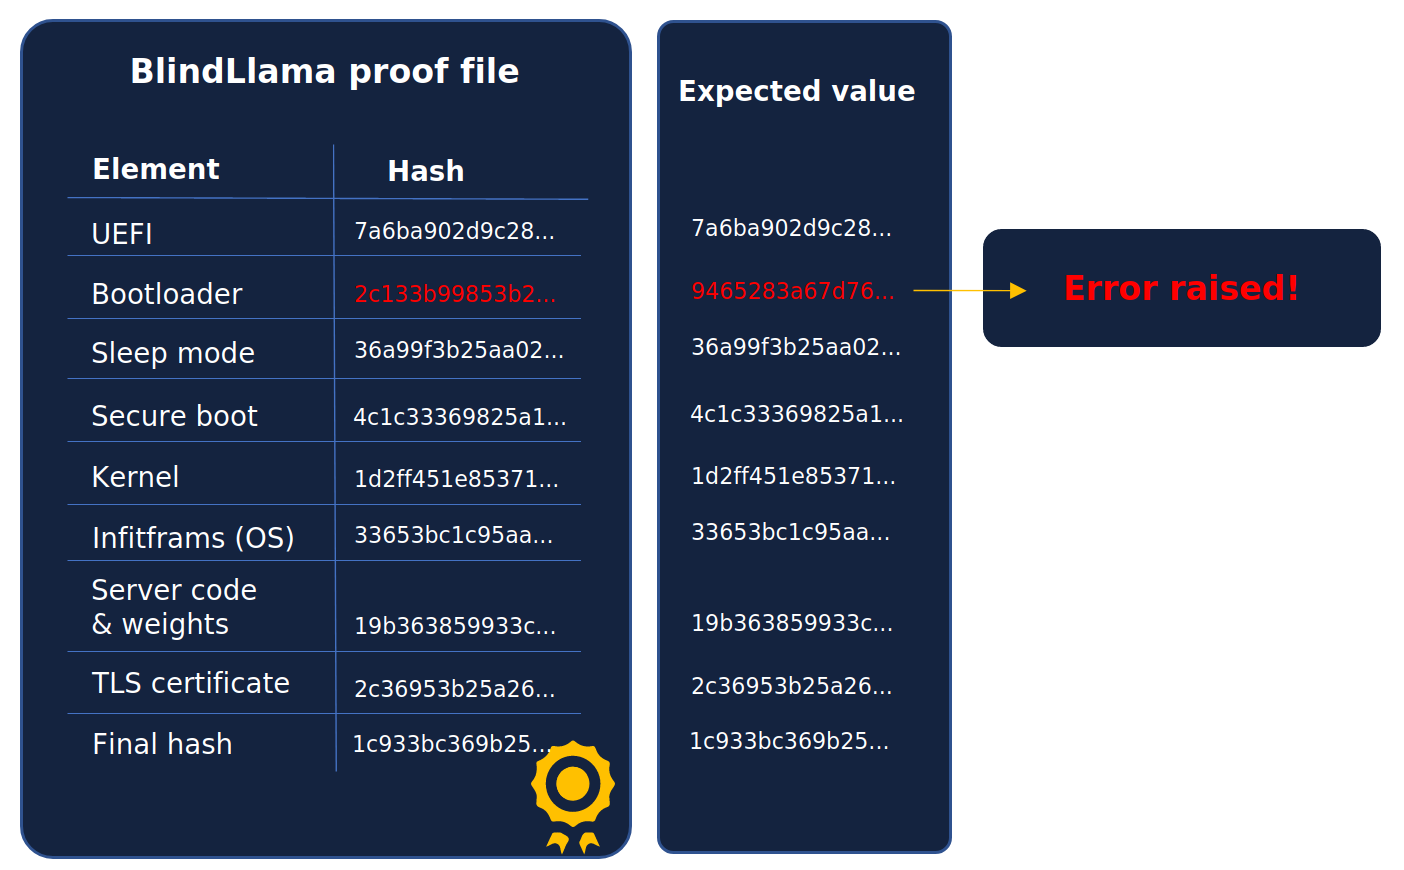 BlindLlama proof file
Element Hash
UEFI 7a6ba902d9c28...
Bootloader 2c133b99853b2...
Sleep mode 36a99f3b25aa02...
Secure boot 4c1c33369825a1...
Kernel 1d2ff451e85371...
Infitframs (OS) 33653bc1c95aa...
Server code
& weights 19b363859933c...
TLS certificate 2c36953b25a26...
Final hash 1c933bc369b25...
Expected value
7a6ba902d9c28...
9465283a67d76...
36a99f3b25aa02...
4c1c33369825a1...
1d2ff451e85371...
33653bc1c95aa...
19b363859933c...
2c36953b25a26...
1c933bc369b25...
Error raised!